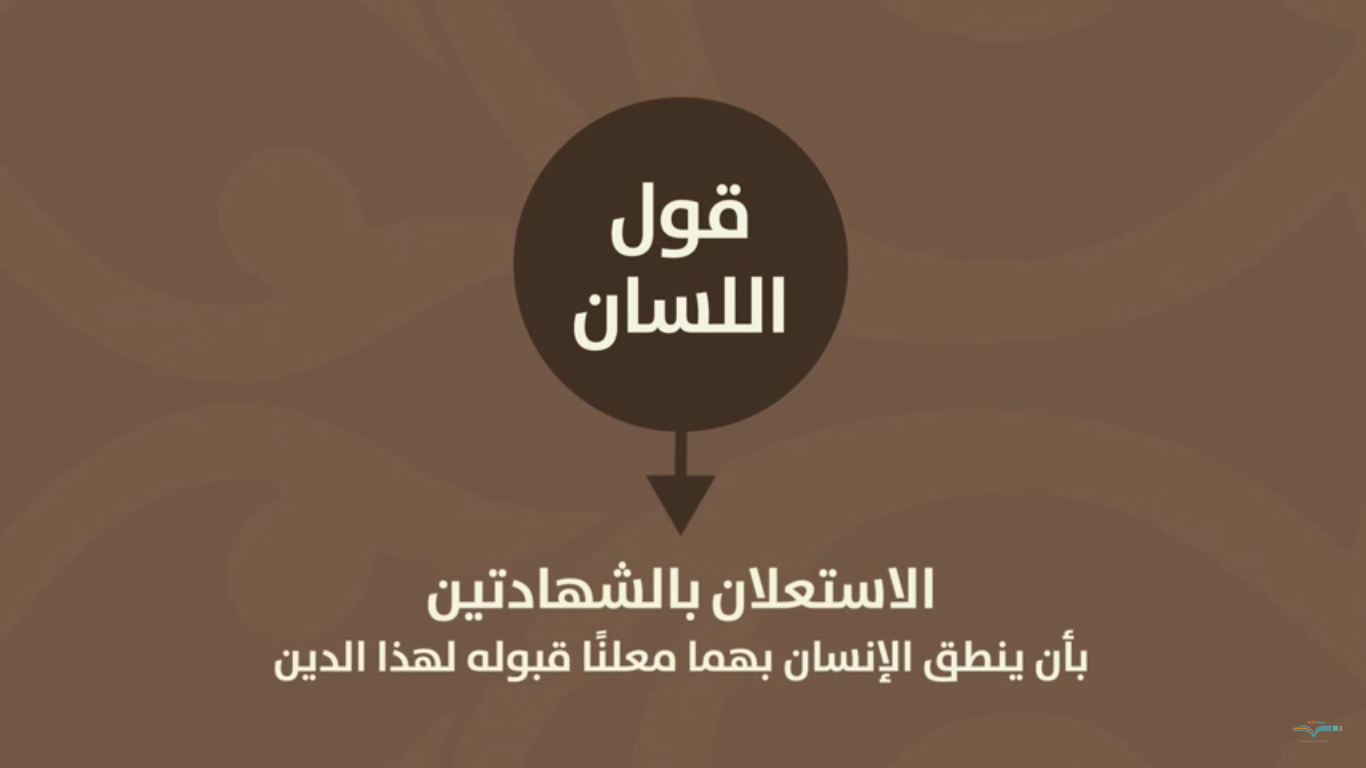 قول
اللسان
الاستعلان بالشهادتين
بأن ينطق الإنسان بهما معلنًا قبوله لهذا الدين